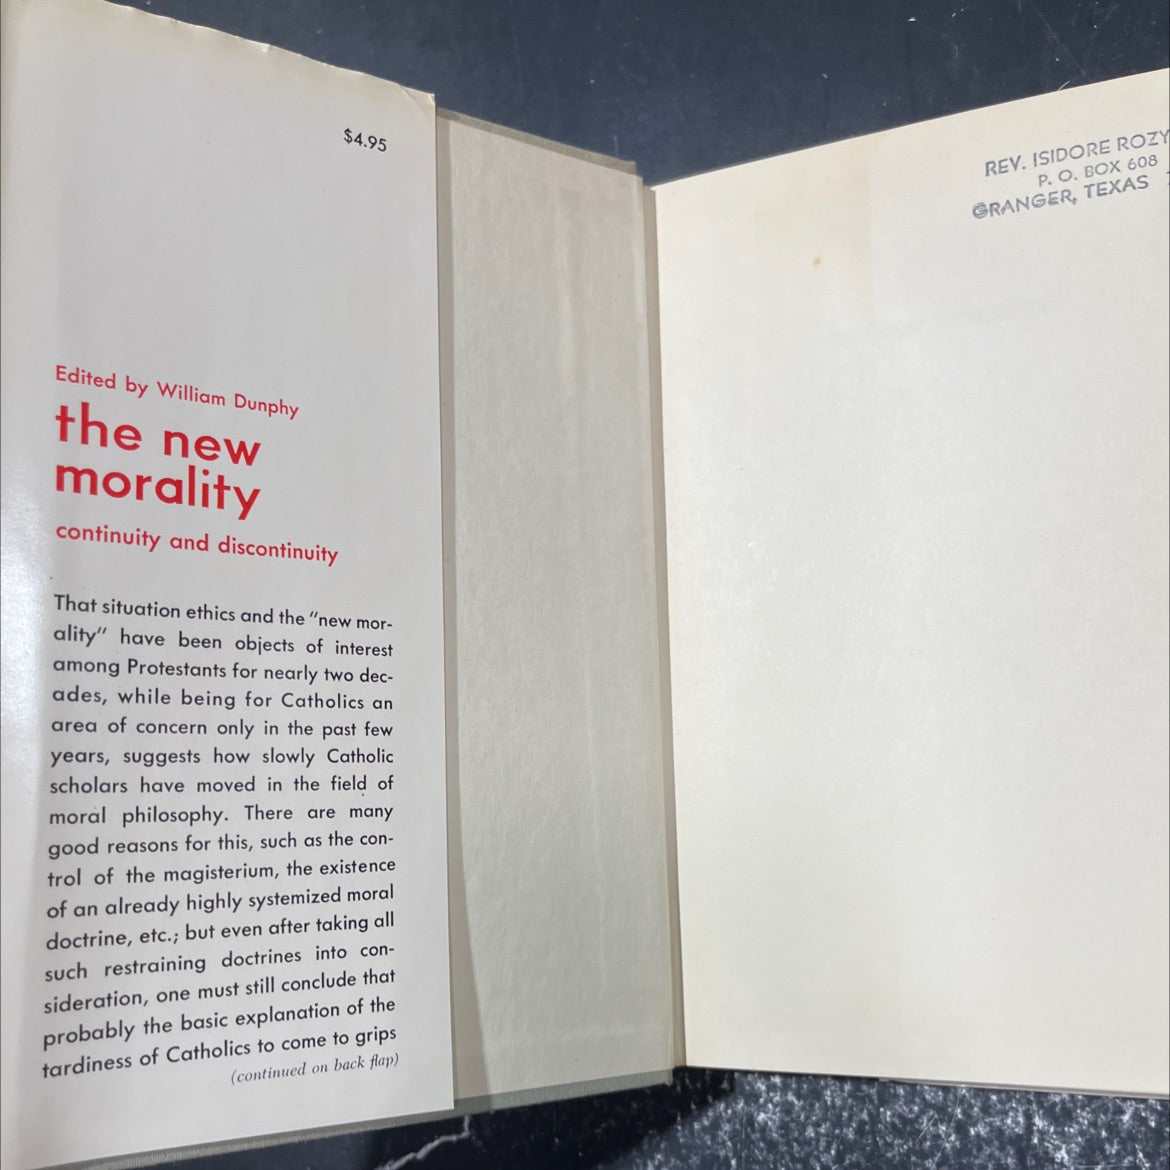 $4.95
Edited by William Dunphy
the new
morality
continuity and discontinuity
That situation ethics and the "new mor-
ality" have been objects of interest
among Protestants for nearly two dec-
ades, while being for Catholics an
area of concern only in the past few
years, suggests how slowly Catholic
scholars have moved in the field of
moral philosophy. There are many
good reasons for this, such as the con-
trol of the magisterium, the existence
of an already highly systemized moral
doctrine, etc.; but even after taking all
such restraining doctrines into con-
sideration, one must still conclude that
probably the basic explanation of the
tardiness of Catholics to come to grips
(continued on back flap)
REV. ISIDORE ROZY
P. O. BOX 608
GRANGER, TEXAS